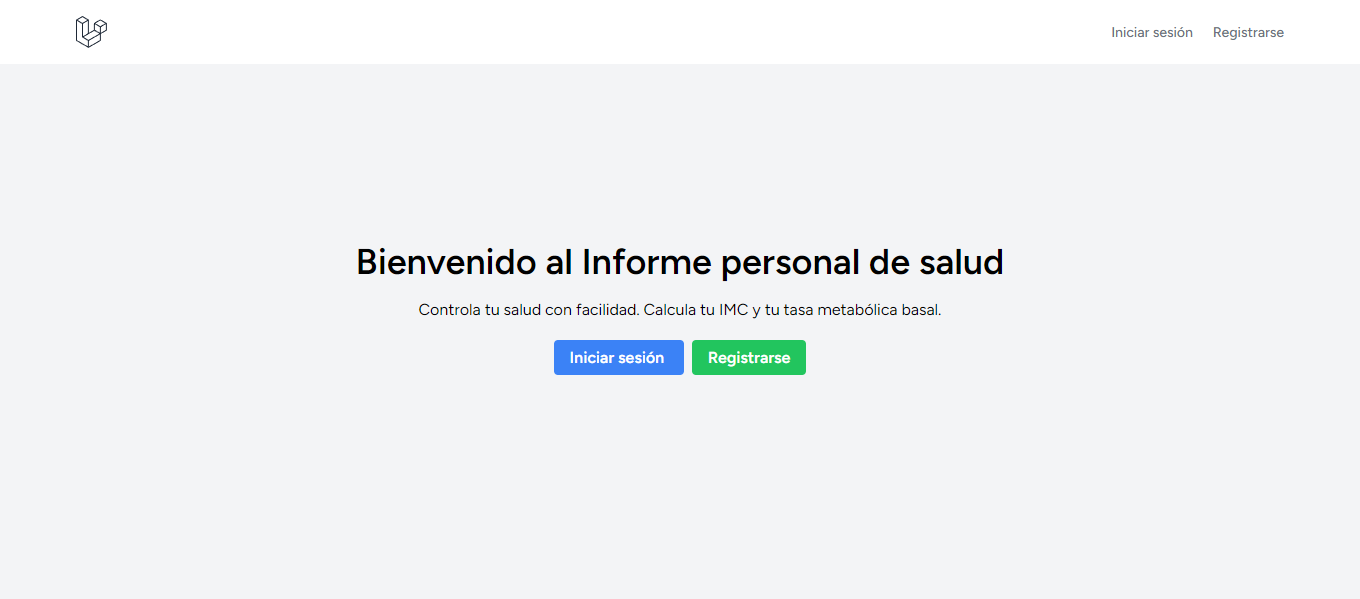 Iniciar sesión Registrarse
Bienvenido al Informe personal de salud
Controla tu salud con facilidad. Calcula tu IMC y tu tasa metabólica basal.
Iniciar sesión Registrarse